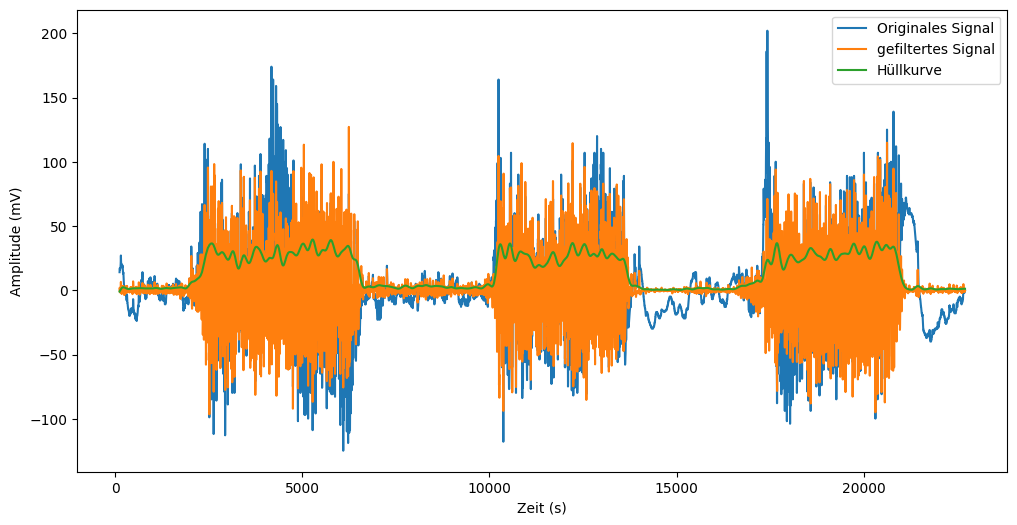 Originales Signal
gefiltertes Signal
Hüllkurve
Amplitude (mV)
200
150
100
50
0
−50
−100
0
5000
10000
15000
20000
Zeit (s)